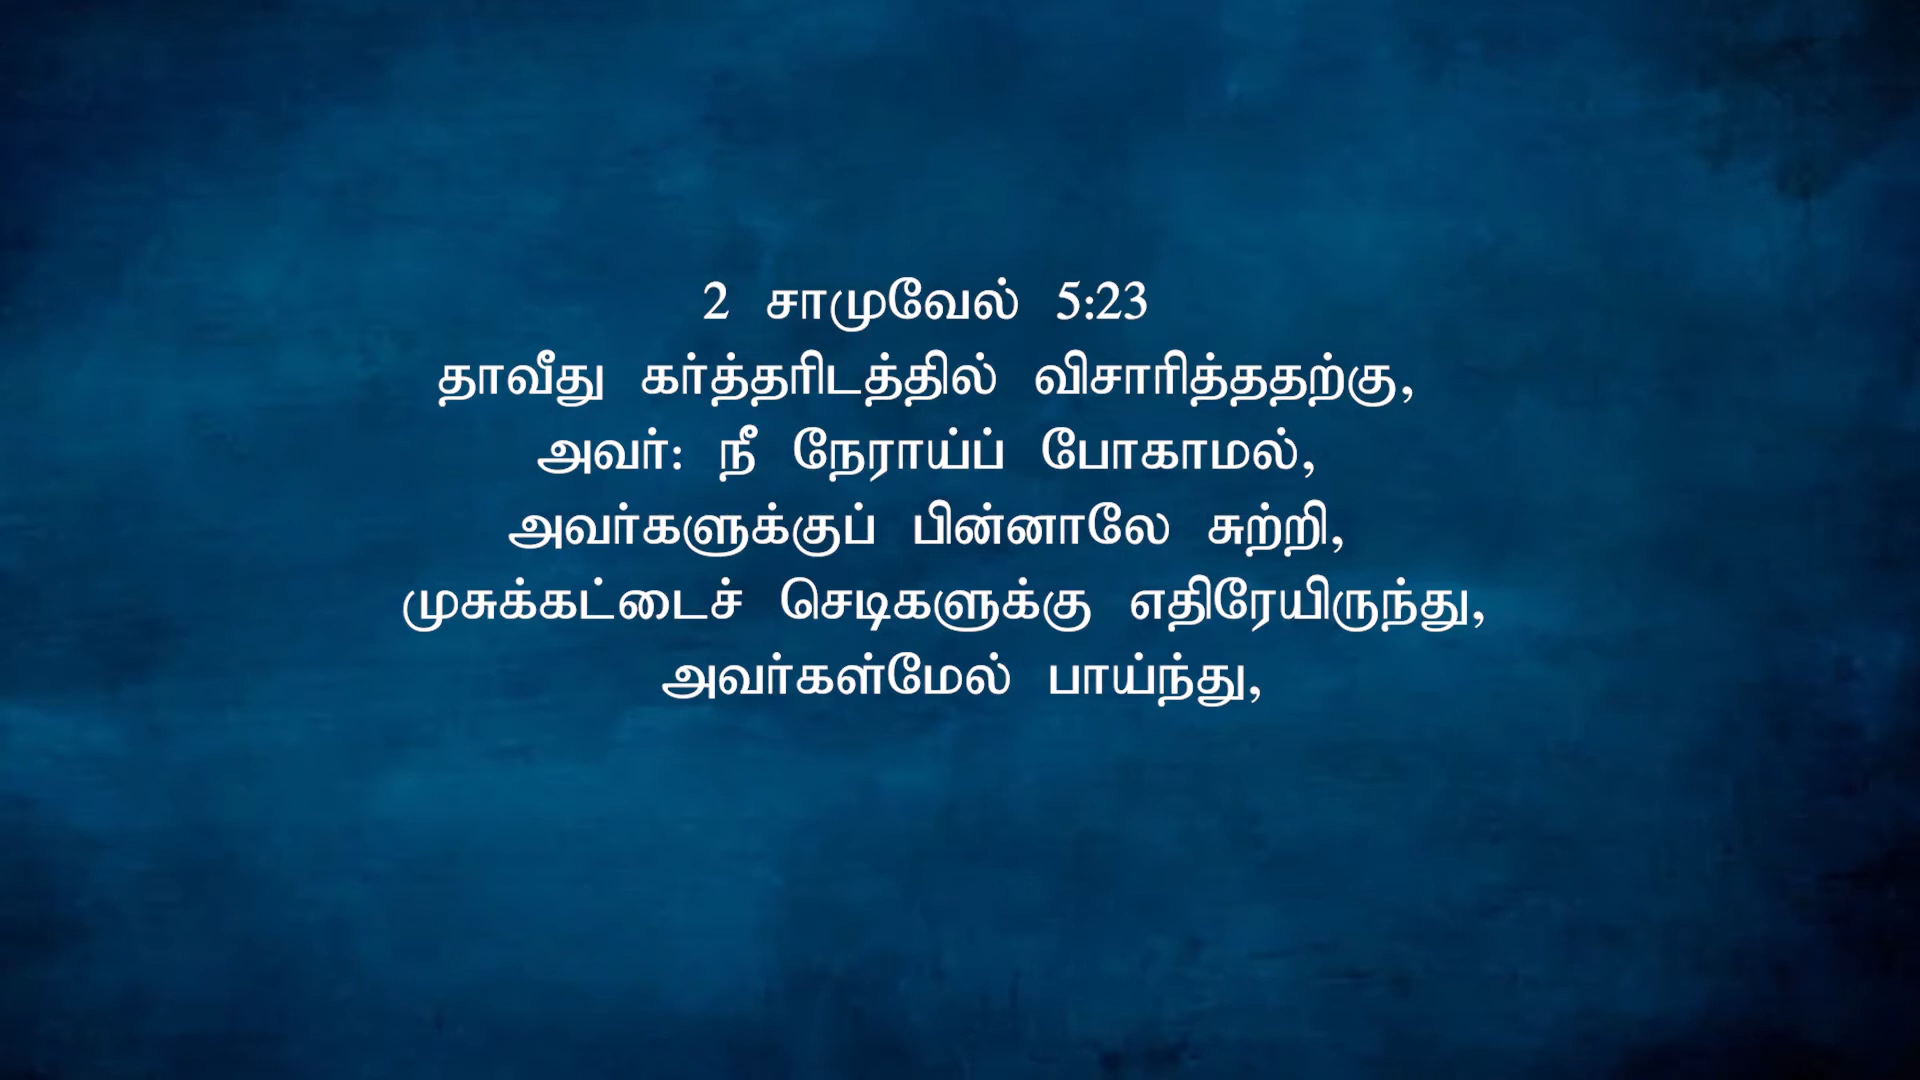 2 சாமுவேல் 5:23
தாவீது கர்த்தரிடத்தில் விசாரித்ததற்கு,
அவர்: நீ நேராய்ப் போகாமல்,
அவர்களுக்குப் பின்னாலே சுற்றி,
முசுக்கட்டைச் செடிகளுக்கு எதிரேயிருந்து,
அவர்கள்மேல் பாய்ந்து,